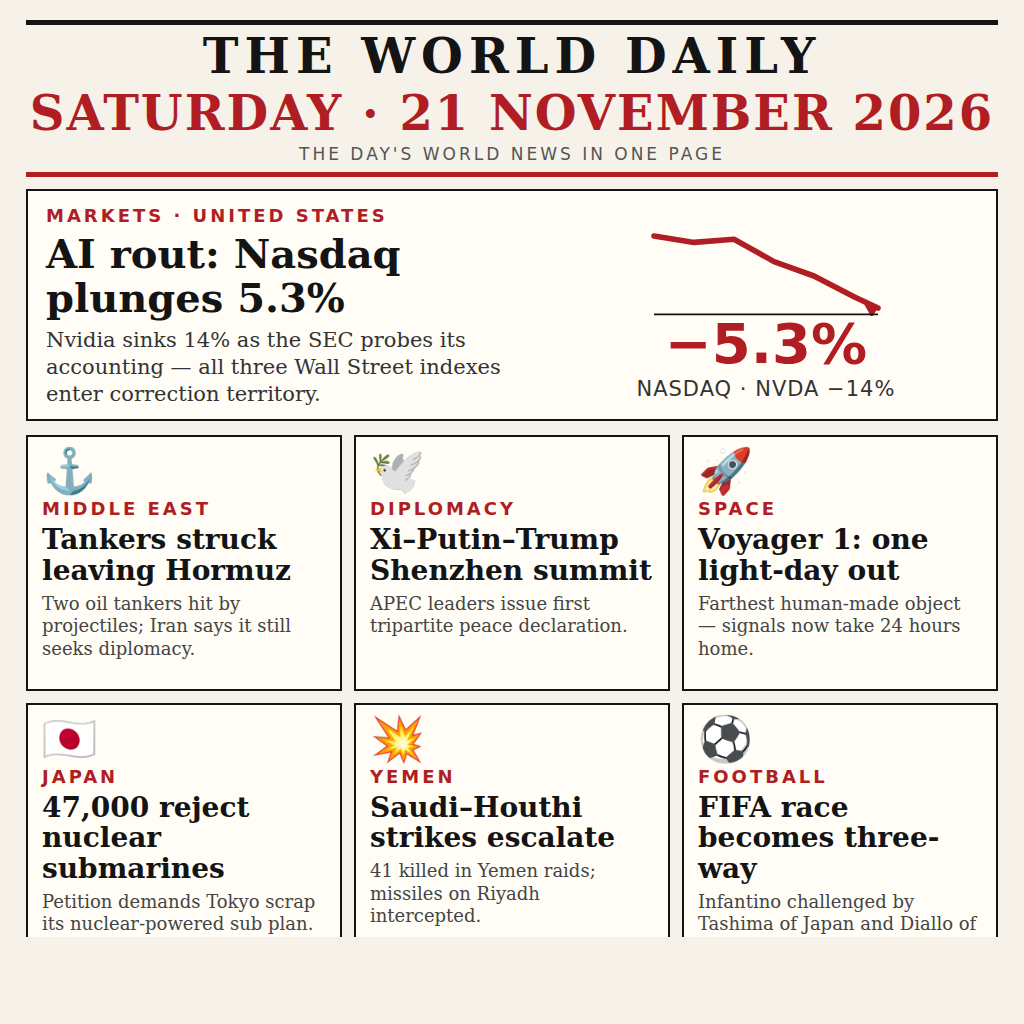 THE WORLD DAILY
SATURDAY · 21 NOVEMBER 2026
THE DAY'S WORLD NEWS IN ONE PAGE
MARKETS · UNITED STATES
AI rout: Nasdaq
plunges 5.3%
Nvidia sinks 14% as the SEC probes its
accounting — all three Wall Street indexes
enter correction territory.
−5.3%
NASDAQ · NVDA −14%
MIDDLE EAST
Tankers struck
leaving Hormuz
Two oil tankers hit by
projectiles; Iran says it still
seeks diplomacy.
DIPLOMACY
Xi–Putin–Trump
Shenzhen summit
APEC leaders issue first
tripartite peace declaration.
SPACE
Voyager 1: one
light-day out
Farthest human-made object
— signals now take 24 hours
home.
JAPAN
47,000 reject
nuclear
submarines
Petition demands Tokyo scrap
its nuclear-powered sub plan.
YEMEN
Saudi–Houthi
strikes escalate
41 killed in Yemen raids;
missiles on Riyadh
intercepted.
FOOTBALL
FIFA race
becomes three-
way
Infantino challenged by
Tashima of Japan and Diallo of